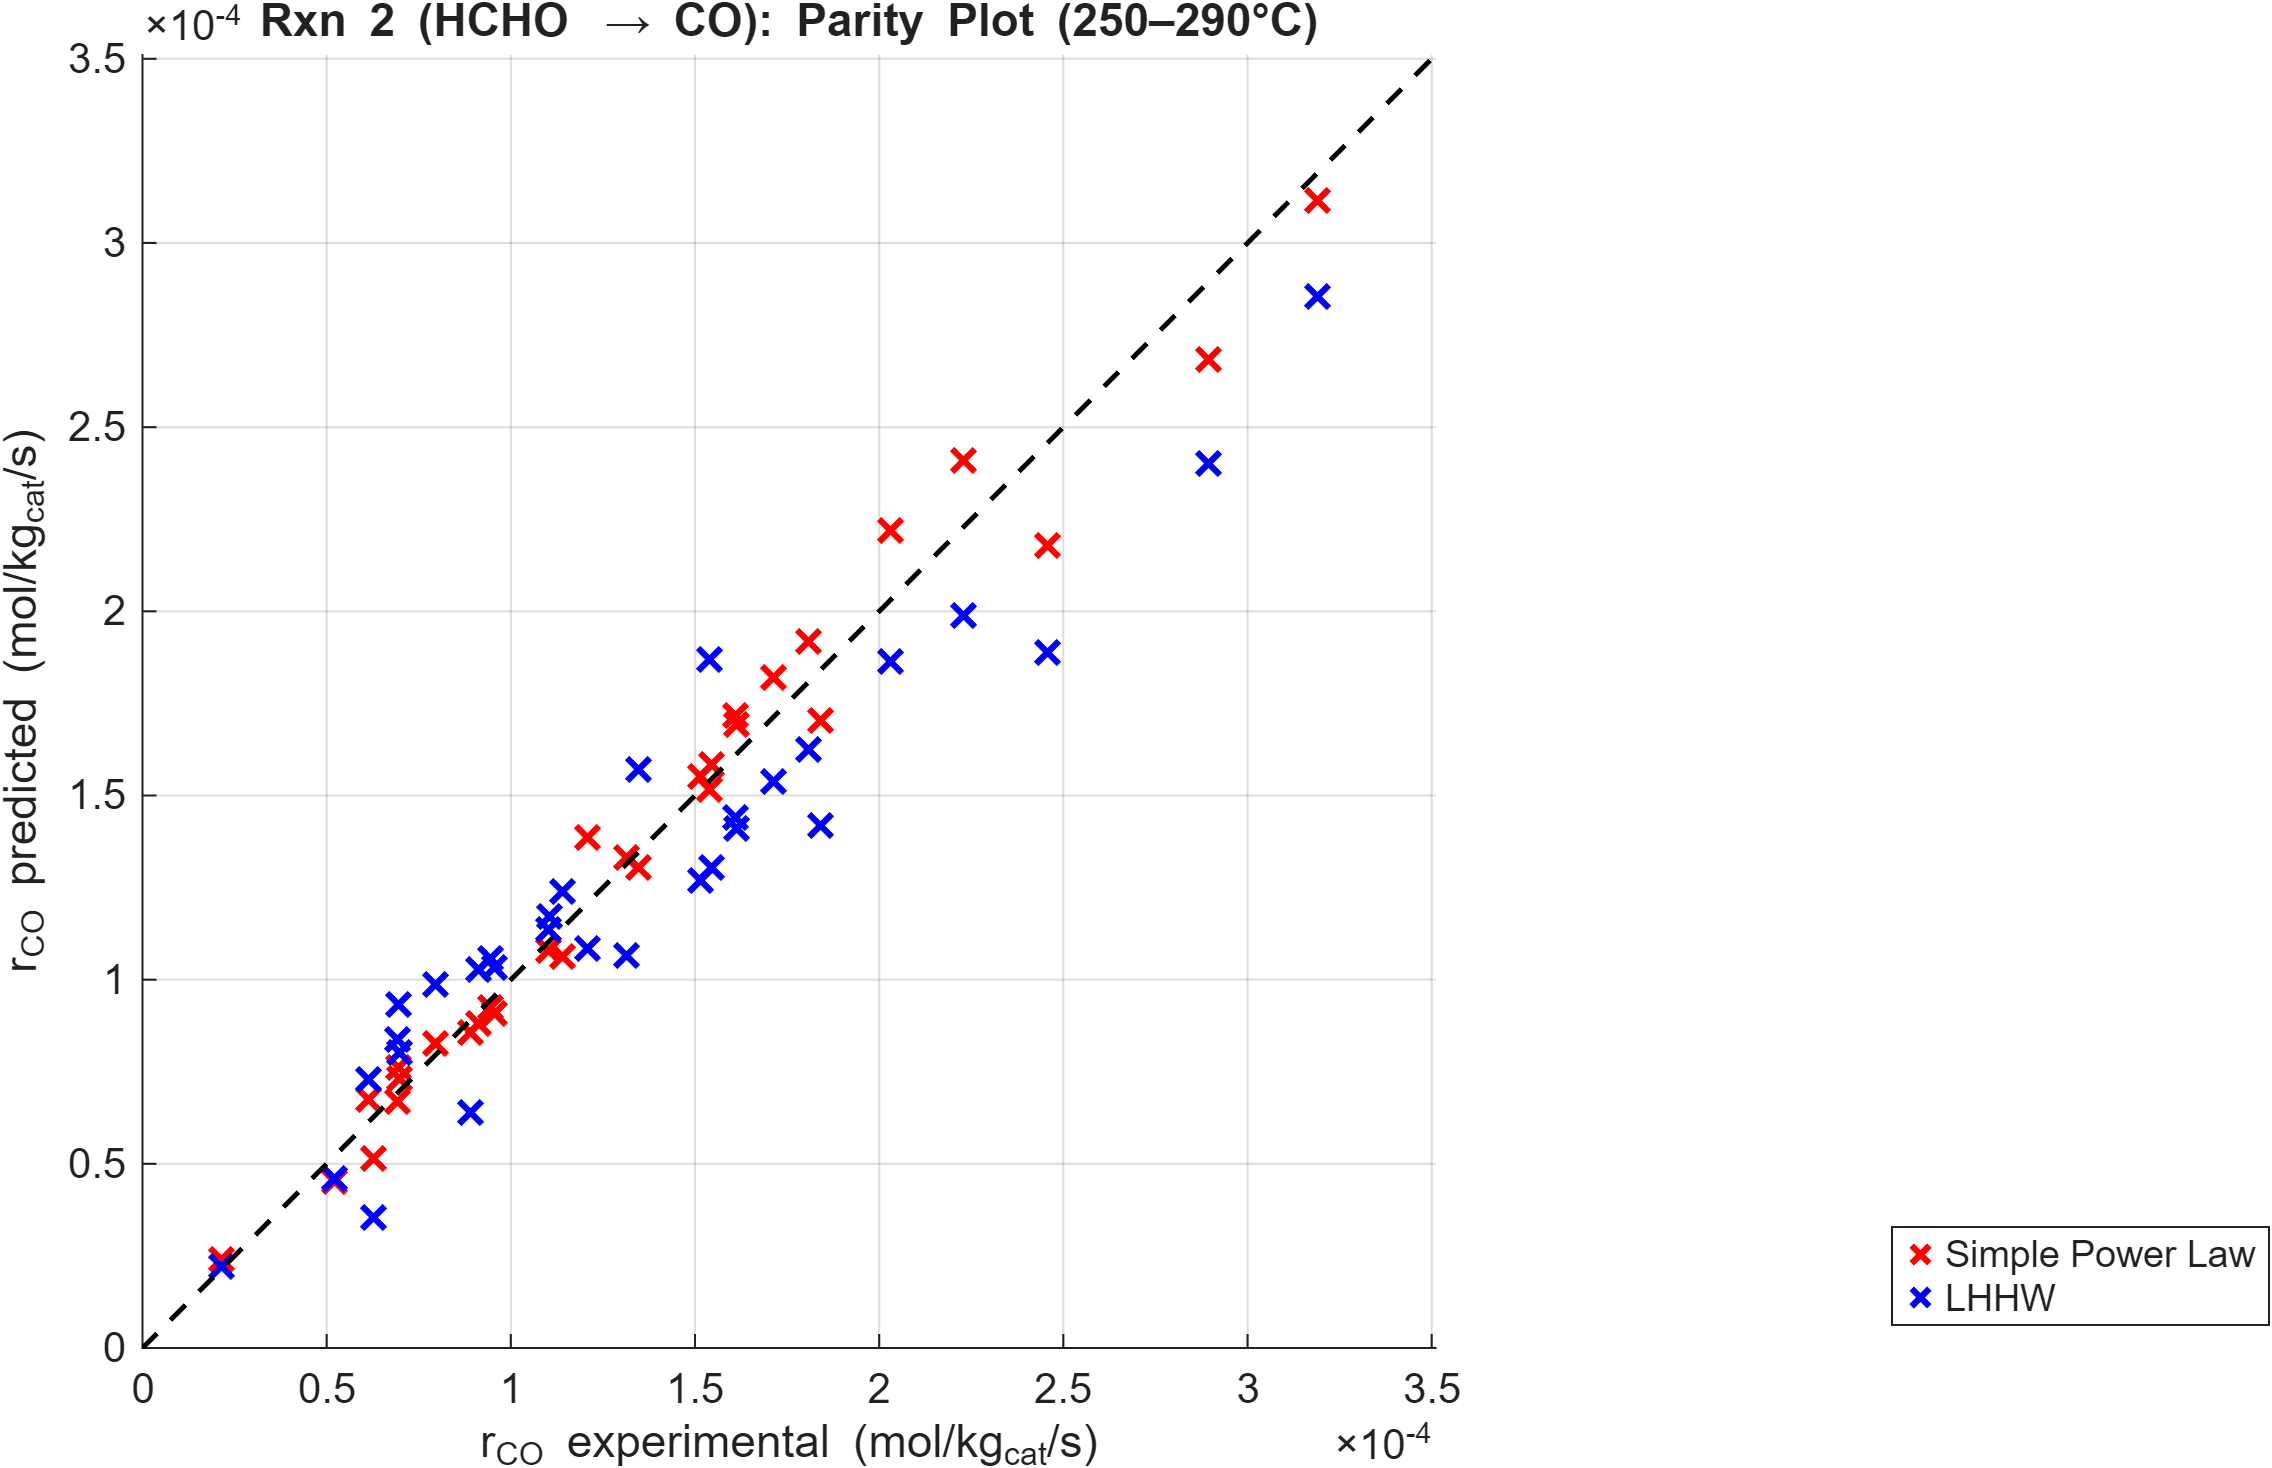 ×10⁻⁴ Rxn 2 (HCHO → CO): Parity Plot (250–290°C)
3.5
3
2.5
2
1.5
1
0.5
0
r_CO predicted (mol/kg_cat/s)
0 0.5 1 1.5 2 2.5 3 3.5
r_CO experimental (mol/kg_cat/s)
×10⁻⁴
Simple Power Law
LHHW